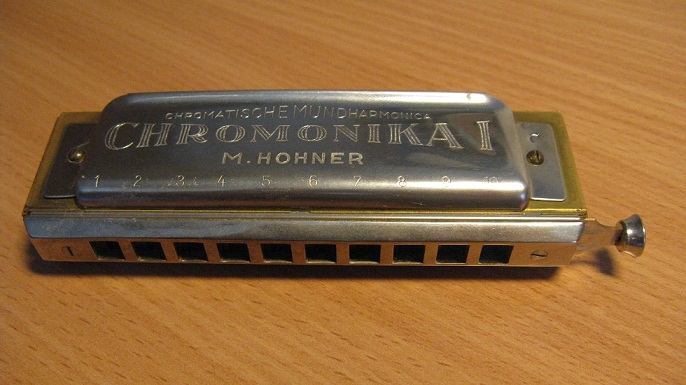 CHROMATISCHE MUNDHARMONICA
CHROMONIKA I
M. HOHNER
1 2 3 4 5 6 7 8 9 10
C